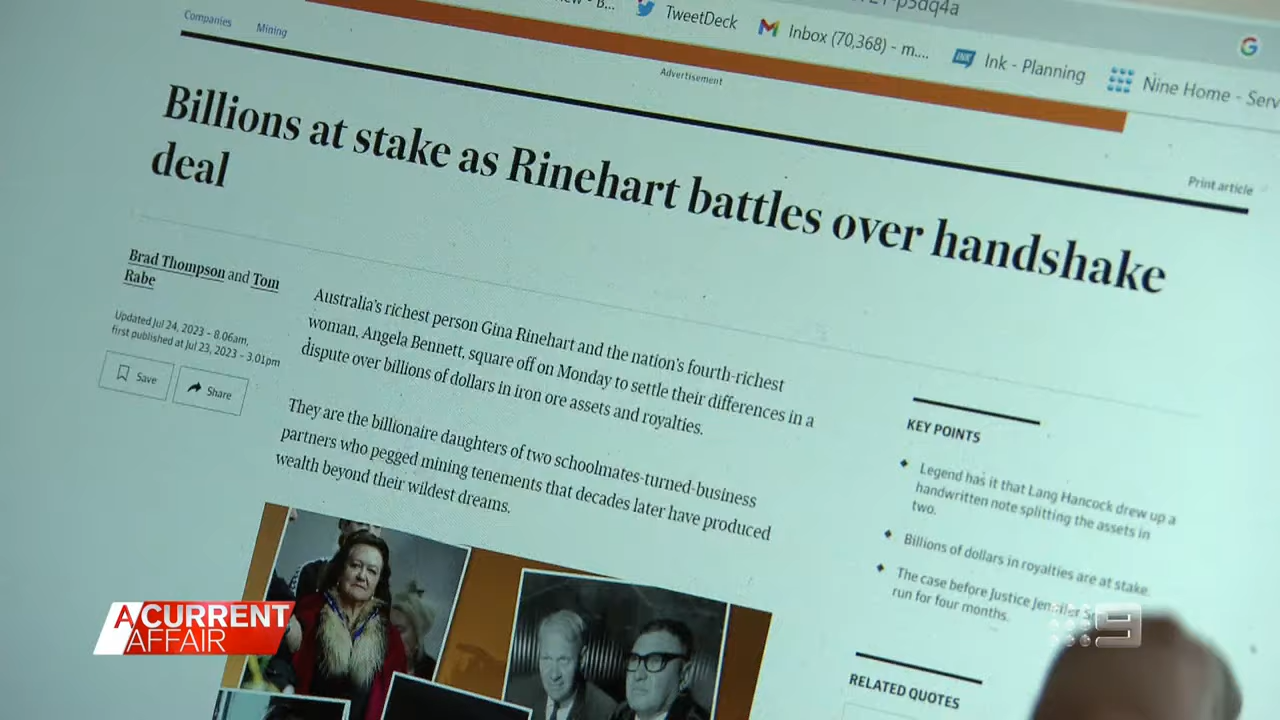 TweetDeck
Inbox (70,368) - m....
Ink - Planning
Nine Home - Serv
Companies
Mining
Advertisement
Print article
Billions at stake as Rinehart battles over handshake
deal
Brad Thompson and Tom
Rabe
Updated Jul 24, 2023 – 8.06am,
first published at Jul 23, 2023 – 3.01pm
Save
Share
Australia's richest person Gina Rinehart and the nation's fourth-richest
woman, Angela Bennett, square off on Monday to settle their differences in a
dispute over billions of dollars in iron ore assets and royalties.
They are the billionaire daughters of two schoolmates-turned-business
partners who pegged mining tenements that decades later have produced
wealth beyond their wildest dreams.
KEY POINTS
Legend has it that Lang Hancock drew up a
handwritten note splitting the assets in
two.
Billions of dollars in royalties are at stake.
The case before Justice Jennifer
run for four months.
RELATED QUOTES
A CURRENT
AFFAIR
9